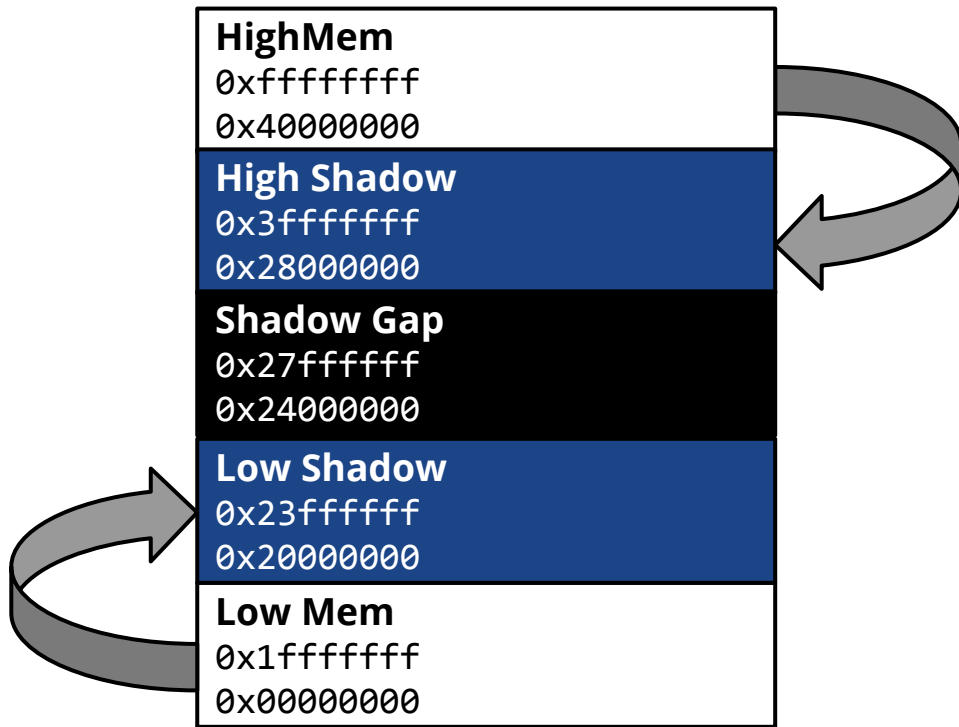 HighMem
0xffffffff
0x40000000
High Shadow
0x3fffffff
0x28000000
Shadow Gap
0x27ffffff
0x24000000
Low Shadow
0x23ffffff
0x20000000
Low Mem
0x1fffffff
0x00000000